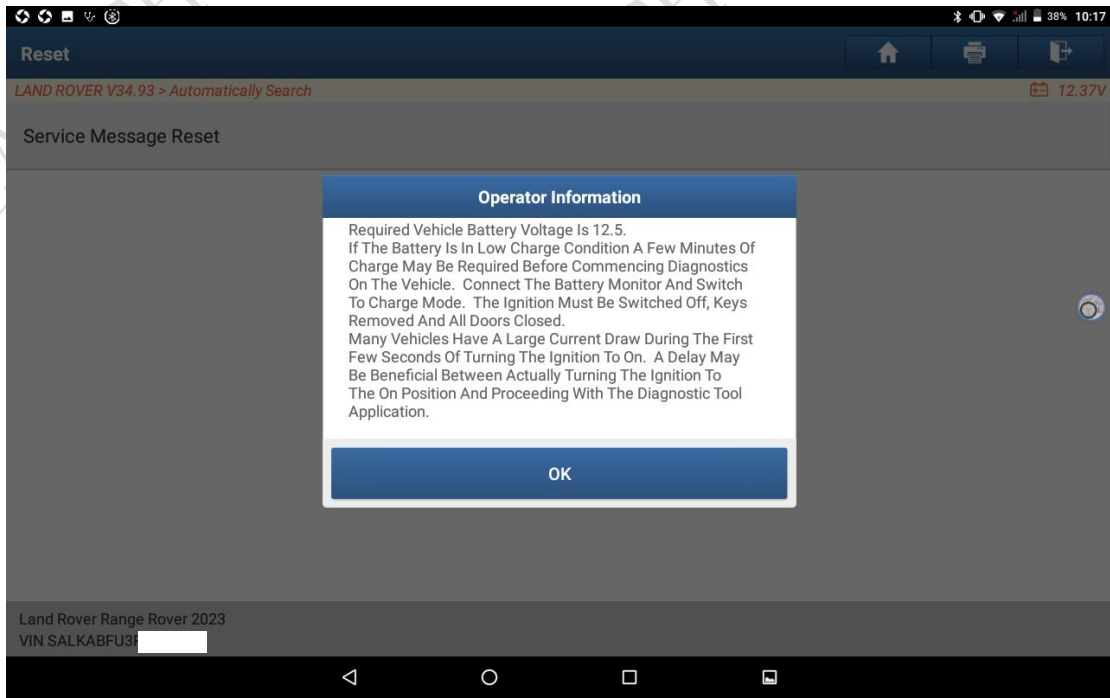 38% 10:17
Reset
LAND ROVER V34.93 > Automatically Search
12.37V
Service Message Reset
Operator Information
Required Vehicle Battery Voltage Is 12.5.
If The Battery Is In Low Charge Condition A Few Minutes Of
Charge May Be Required Before Commencing Diagnostics
On The Vehicle.  Connect The Battery Monitor And Switch
To Charge Mode.  The Ignition Must Be Switched Off, Keys
Removed And All Doors Closed.
Many Vehicles Have A Large Current Draw During The First
Few Seconds Of Turning The Ignition To On.  A Delay May
Be Beneficial Between Actually Turning The Ignition To
The On Position And Proceeding With The Diagnostic Tool
Application.
OK
Land Rover Range Rover 2023
VIN SALKABFU3